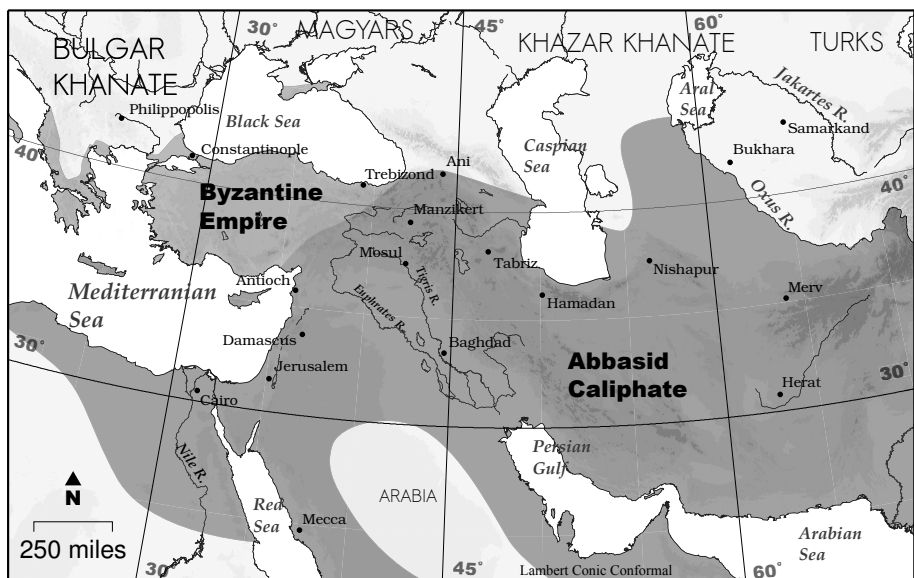 30
MAGYARS
45
KHAZAR KHANATE
60
TURKS
BULGAR
KHANATE
Philippopolis
Black Sea
Aral
Sea
Jakartes R.
Samarkand
Constantinople
Caspian
Sea
Bukhara
40
Trebizond
Ani
40
Byzantine
Empire
Manzikert
Oxus R.
Mosul
Tabriz
Nishapur
Antioch
Tigris R.
Mediterranian
Sea
Euphrates R.
Hamadan
Merv
Damascus
Baghdad
30
Jerusalem
Abbasid
Caliphate
30
Cairo
Herat
Nile R.
Persian
Gulf
N
ARABIA
Red
Sea
Mecca
Arabian
Sea
250 miles
30
45
Lambert Conic Conformal
60